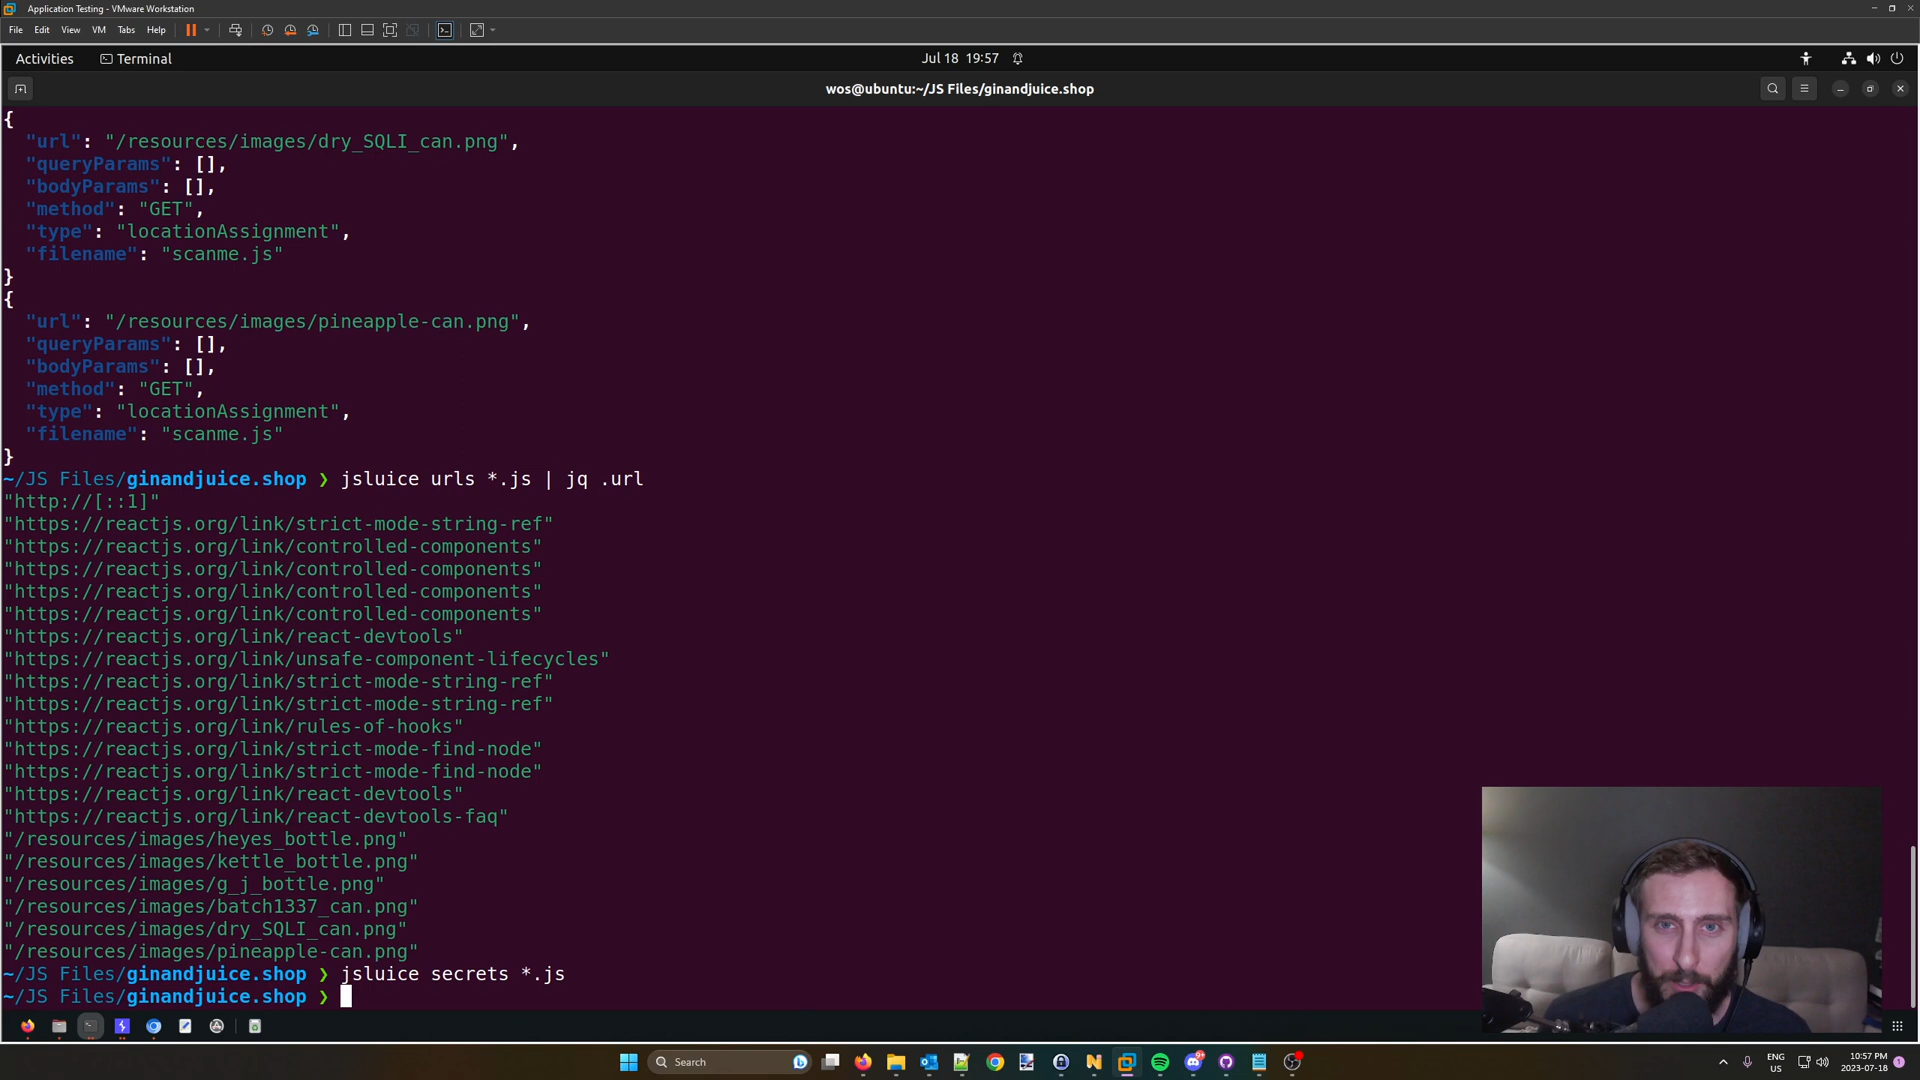 Application Testing - VMware Workstation
File Edit View VM Tabs Help
Activities Terminal Jul 18 19:57
wos@ubuntu:~/JS Files/ginandjuice.shop
{
"url": "/resources/images/dry_SQLI_can.png",
"queryParams": [],
"bodyParams": [],
"method": "GET",
"type": "locationAssignment",
"filename": "scanme.js"
}
{
"url": "/resources/images/pineapple-can.png",
"queryParams": [],
"bodyParams": [],
"method": "GET",
"type": "locationAssignment",
"filename": "scanme.js"
}
~/JS Files/ginandjuice.shop ❯ jsluice urls *.js | jq .url
"http://[::1]"
"https://reactjs.org/link/strict-mode-string-ref"
"https://reactjs.org/link/controlled-components"
"https://reactjs.org/link/controlled-components"
"https://reactjs.org/link/controlled-components"
"https://reactjs.org/link/controlled-components"
"https://reactjs.org/link/react-devtools"
"https://reactjs.org/link/unsafe-component-lifecycles"
"https://reactjs.org/link/strict-mode-string-ref"
"https://reactjs.org/link/strict-mode-string-ref"
"https://reactjs.org/link/rules-of-hooks"
"https://reactjs.org/link/strict-mode-find-node"
"https://reactjs.org/link/strict-mode-find-node"
"https://reactjs.org/link/react-devtools"
"https://reactjs.org/link/react-devtools-faq"
"/resources/images/heyes_bottle.png"
"/resources/images/kettle_bottle.png"
"/resources/images/g_j_bottle.png"
"/resources/images/batch1337_can.png"
"/resources/images/dry_SQLI_can.png"
"/resources/images/pineapple-can.png"
~/JS Files/ginandjuice.shop ❯ jsluice secrets *.js
~/JS Files/ginandjuice.shop ❯
Search
ENG
US
10:57 PM
2023-07-18
1